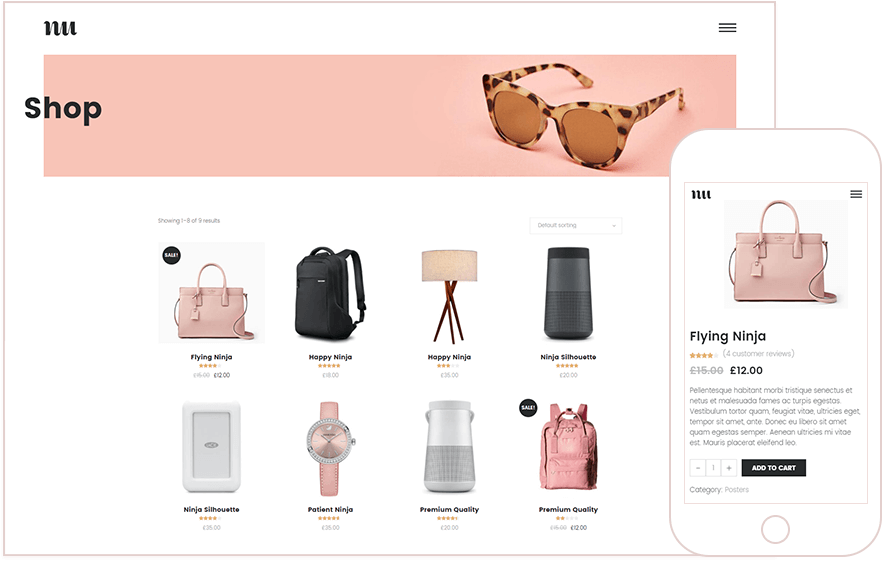 nu
Shop
Showing 1–8 of 9 results
Default sorting
SALE!
Flying Ninja
£15.00 £12.00
Happy Ninja
£18.00
Happy Ninja
£35.00
Ninja Silhouette
£20.00
Ninja Silhouette
£35.00
Patient Ninja
£35.00
Premium Quality
£20.00
SALE!
Premium Quality
£15.00 £12.00
nu
Flying Ninja
(4 customer reviews)
£15.00 £12.00
Pellentesque habitant morbi tristique senectus et
netus et malesuada fames ac turpis egestas.
Vestibulum tortor quam, feugiat vitae, ultricies eget,
tempor sit amet, ante. Donec eu libero sit amet
quam egestas semper. Aenean ultricies mi vitae
est. Mauris placerat eleifend leo.
− 1 + ADD TO CART
Category: Posters